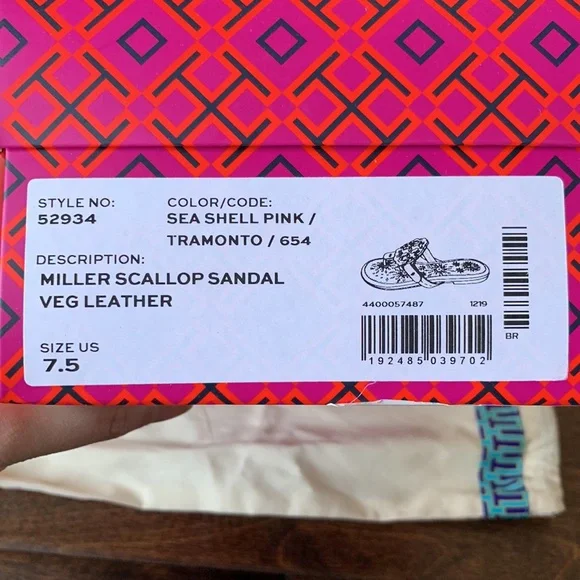 STYLE NO:
52934
COLOR/CODE:
SEA SHELL PINK /
TRAMONTO / 654
DESCRIPTION:
MILLER SCALLOP SANDAL
VEG LEATHER
SIZE US
7.5
4400057487 1219
192485 039702
BR